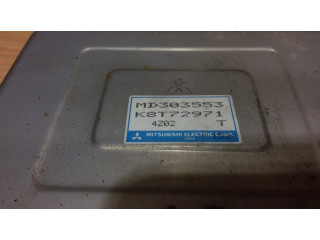 MD303553
K8T72971
4202 T
MITSUBISHI ELECTRIC CORP.